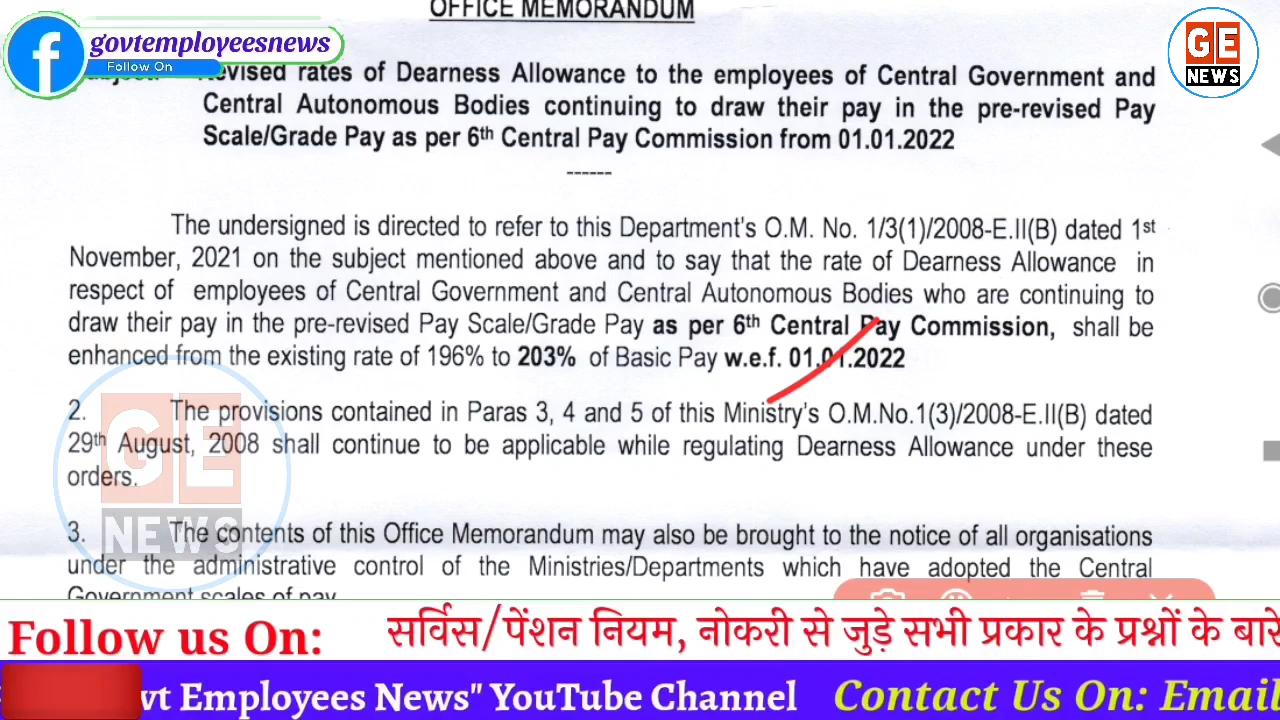 OFFICE MEMORANDUM
govtemployeesnews
Follow On
GE
NEWS
Revised rates of Dearness Allowance to the employees of Central Government and
Central Autonomous Bodies continuing to draw their pay in the pre-revised Pay
Scale/Grade Pay as per 6th Central Pay Commission from 01.01.2022
------
The undersigned is directed to refer to this Department's O.M. No. 1/3(1)/2008-E.II(B) dated 1st
November, 2021 on the subject mentioned above and to say that the rate of Dearness Allowance in
respect of employees of Central Government and Central Autonomous Bodies who are continuing to
draw their pay in the pre-revised Pay Scale/Grade Pay as per 6th Central Pay Commission, shall be
enhanced from the existing rate of 196% to 203% of Basic Pay w.e.f. 01.01.2022
2. The provisions contained in Paras 3, 4 and 5 of this Ministry's O.M.No.1(3)/2008-E.II(B) dated
29th August, 2008 shall continue to be applicable while regulating Dearness Allowance under these
orders.
GE
NEWS
3. The contents of this Office Memorandum may also be brought to the notice of all organisations
under the administrative control of the Ministries/Departments which have adopted the Central
Government scales of pay
Follow us On: सर्विस/पेंशन नियम, नोकरी से जुड़े सभी प्रकार के प्रश्नों के बारे
vt Employees News" YouTube Channel Contact Us On: Email